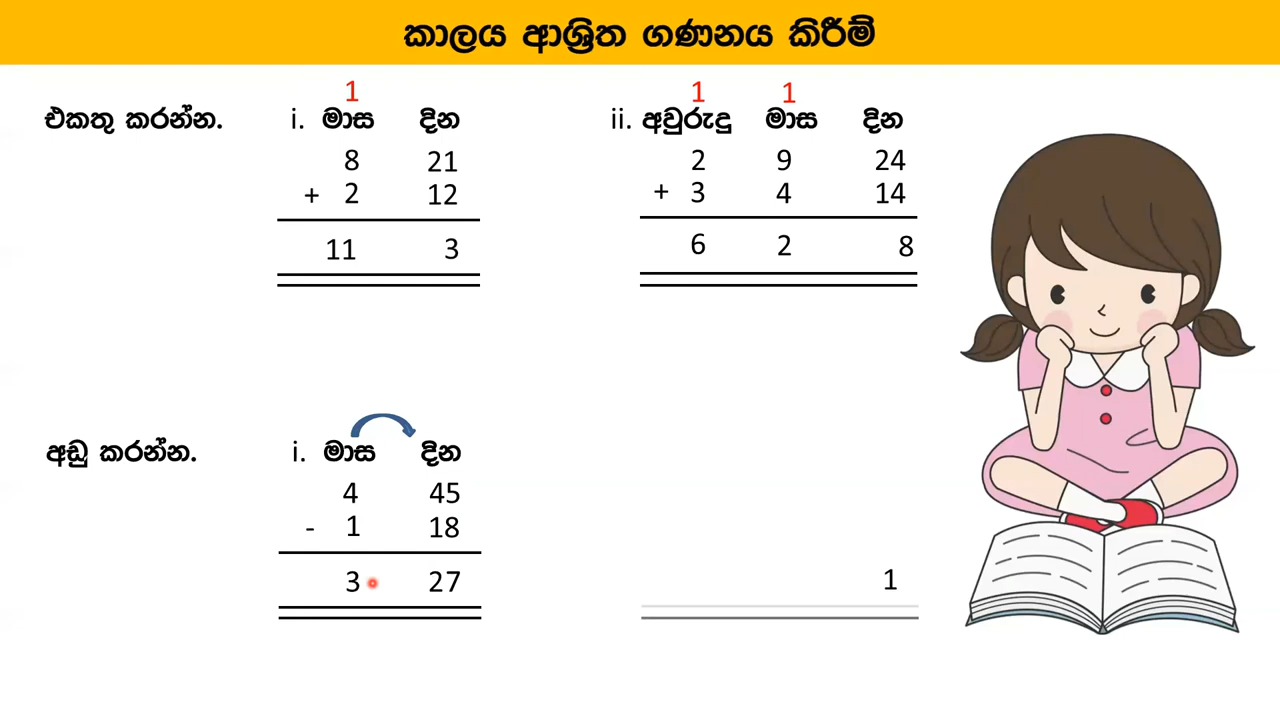 කාලය ආශ්‍රිත ගණනය කිරීම්
1
එකතු කරන්න. i. මාස දින
8 21
+ 2 12
11 3
1 1
ii. අවුරුදු මාස දින
2 9 24
+ 3 4 14
6 2 8
අඩු කරන්න. i. මාස දින
4 45
- 1 18
3 27
1